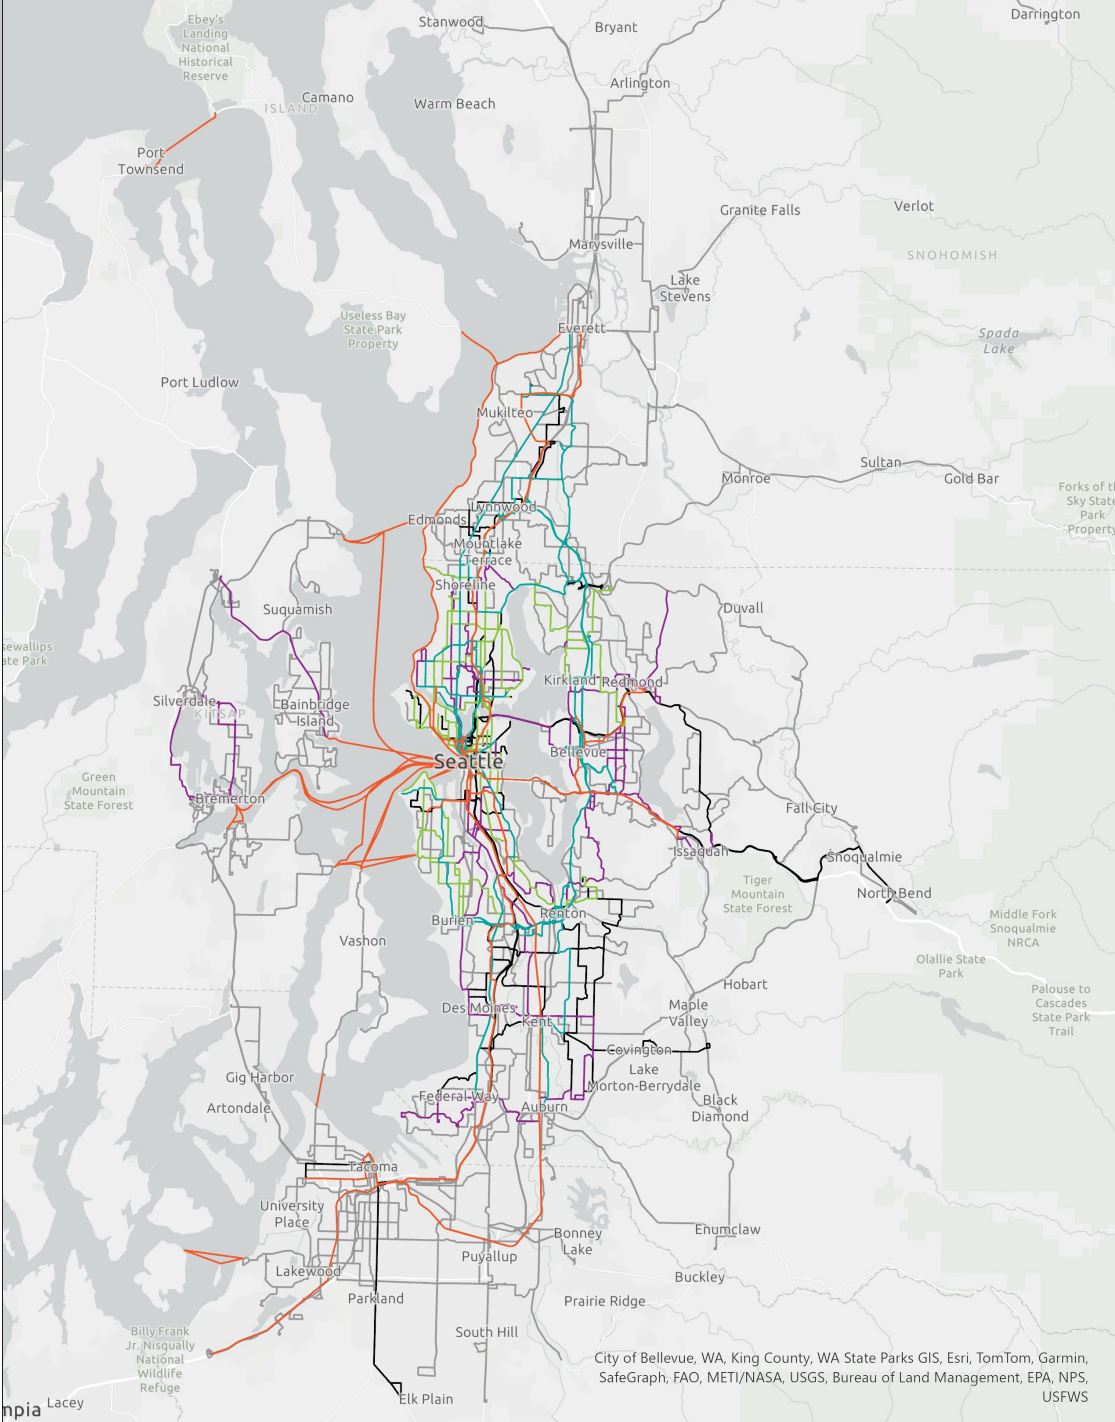 Stanwood
Bryant
Darrington
Ebey's
Landing
National
Historical
Reserve
Camano
ISLAND
Warm Beach
Arlington
Port
Townsend
Granite Falls
Verlot
Marysville
SNOHOMISH
Lake
Stevens
Useless Bay
State Park
Property
Everett
Spada
Lake
Port Ludlow
Mukilteo
Sultan
Monroe
Gold Bar
Forks of th
Sky State
Park
Property
Lynnwood
Edmonds
Mountlake
Terrace
Shoreline
Suquamish
Duvall
sewallips
ate Park
Kirkland
Redmond
Silverdale
KITSAP
Bainbridge
Island
Bellevue
Seattle
Green
Mountain
State Forest
Bremerton
Fall City
Issaquah
Snoqualmie
Tiger
Mountain
State Forest
North Bend
Burien
Renton
Middle Fork
Snoqualmie
NRCA
Vashon
Olallie State
Park
Hobart
Palouse to
Cascades
State Park
Trail
Des Moines
Kent
Maple
Valley
Covington
Lake
Morton-Berrydale
Gig Harbor
Artondale
Federal Way
Auburn
Black
Diamond
Tacoma
University
Place
Enumclaw
Bonney
Lake
Puyallup
Lakewood
Buckley
Parkland
Prairie Ridge
South Hill
Billy Frank
Jr. Nisqually
National
Wildlife
Refuge
City of Bellevue, WA, King County, WA State Parks GIS, Esri, TomTom, Garmin,
SafeGraph, FAO, METI/NASA, USGS, Bureau of Land Management, EPA, NPS,
USFWS
Elk Plain
Lacey
mpia